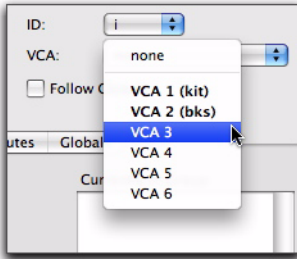 ID:
i
VCA:
none
Follow
VCA 1 (kit)
VCA 2 (bks)
VCA 3
utes
Global
VCA 4
VCA 5
VCA 6